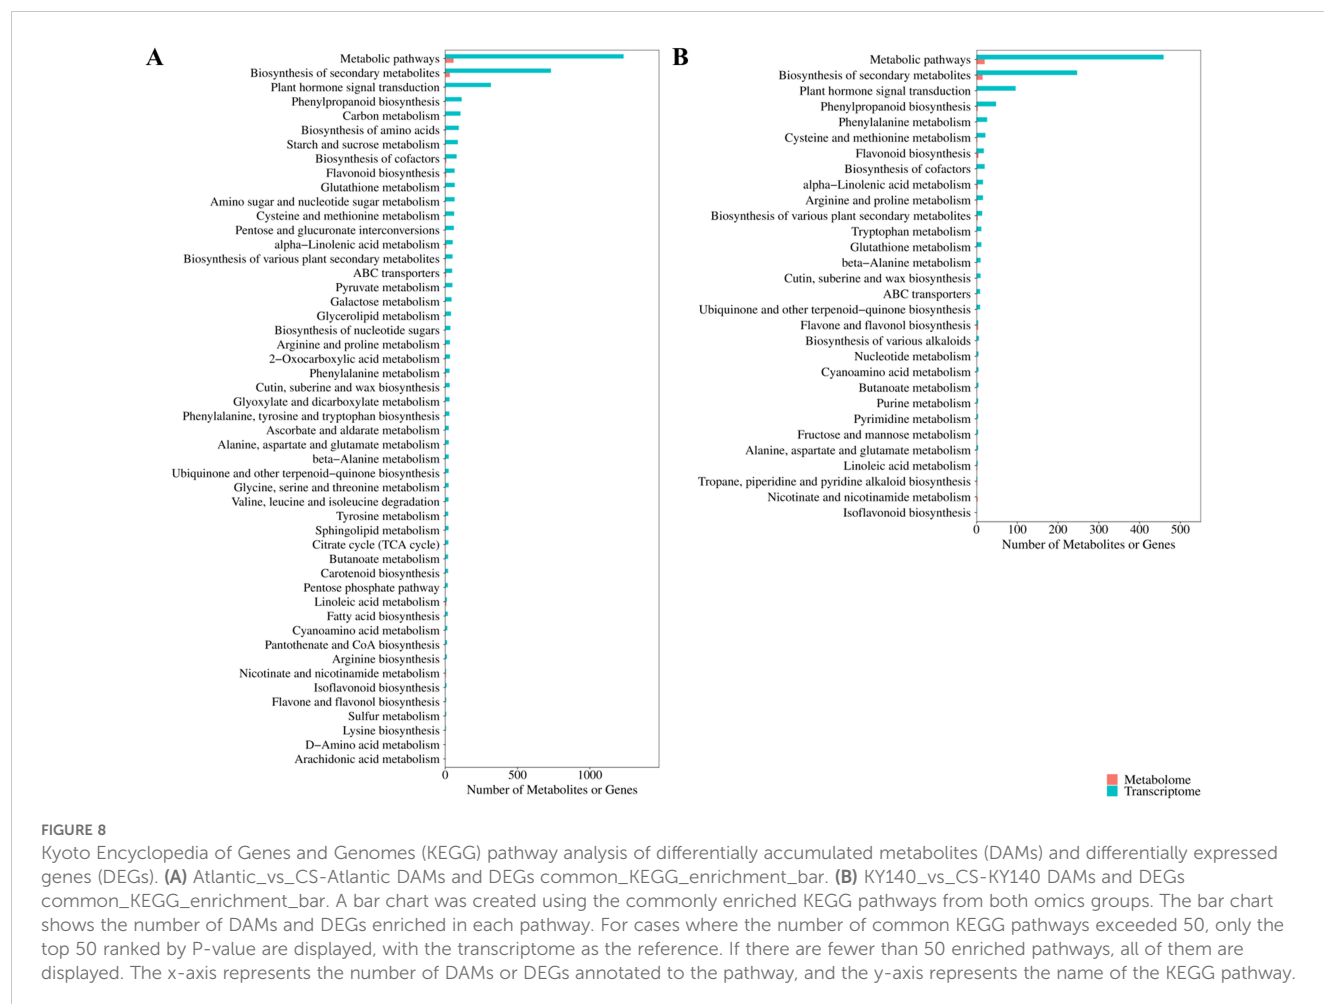 A
Metabolic pathways
Biosynthesis of secondary metabolites
Plant hormone signal transduction
Phenylpropanoid biosynthesis
Carbon metabolism
Biosynthesis of amino acids
Starch and sucrose metabolism
Biosynthesis of cofactors
Flavonoid biosynthesis
Glutathione metabolism
Amino sugar and nucleotide sugar metabolism
Cysteine and methionine metabolism
Pentose and glucuronate interconversions
alpha−Linolenic acid metabolism
Biosynthesis of various plant secondary metabolites
ABC transporters
Pyruvate metabolism
Galactose metabolism
Glycerolipid metabolism
Biosynthesis of nucleotide sugars
Arginine and proline metabolism
2−Oxocarboxylic acid metabolism
Phenylalanine metabolism
Cutin, suberine and wax biosynthesis
Glyoxylate and dicarboxylate metabolism
Phenylalanine, tyrosine and tryptophan biosynthesis
Ascorbate and aldarate metabolism
Alanine, aspartate and glutamate metabolism
beta−Alanine metabolism
Ubiquinone and other terpenoid−quinone biosynthesis
Glycine, serine and threonine metabolism
Valine, leucine and isoleucine degradation
Tyrosine metabolism
Sphingolipid metabolism
Citrate cycle (TCA cycle)
Butanoate metabolism
Carotenoid biosynthesis
Pentose phosphate pathway
Linoleic acid metabolism
Fatty acid biosynthesis
Cyanoamino acid metabolism
Pantothenate and CoA biosynthesis
Arginine biosynthesis
Nicotinate and nicotinamide metabolism
Isoflavonoid biosynthesis
Flavone and flavonol biosynthesis
Sulfur metabolism
Lysine biosynthesis
D−Amino acid metabolism
Arachidonic acid metabolism
0 500 1000
Number of Metabolites or Genes
B
Metabolic pathways
Biosynthesis of secondary metabolites
Plant hormone signal transduction
Phenylpropanoid biosynthesis
Phenylalanine metabolism
Cysteine and methionine metabolism
Flavonoid biosynthesis
Biosynthesis of cofactors
alpha−Linolenic acid metabolism
Arginine and proline metabolism
Biosynthesis of various plant secondary metabolites
Tryptophan metabolism
Glutathione metabolism
beta−Alanine metabolism
Cutin, suberine and wax biosynthesis
ABC transporters
Ubiquinone and other terpenoid−quinone biosynthesis
Flavone and flavonol biosynthesis
Biosynthesis of various alkaloids
Nucleotide metabolism
Cyanoamino acid metabolism
Butanoate metabolism
Purine metabolism
Pyrimidine metabolism
Fructose and mannose metabolism
Alanine, aspartate and glutamate metabolism
Linoleic acid metabolism
Tropane, piperidine and pyridine alkaloid biosynthesis
Nicotinate and nicotinamide metabolism
Isoflavonoid biosynthesis
0 100 200 300 400 500
Number of Metabolites or Genes
Metabolome
Transcriptome
FIGURE 8
Kyoto Encyclopedia of Genes and Genomes (KEGG) pathway analysis of differentially accumulated metabolites (DAMs) and differentially expressed
genes (DEGs). (A) Atlantic_vs_CS-Atlantic DAMs and DEGs common_KEGG_enrichment_bar. (B) KY140_vs_CS-KY140 DAMs and DEGs
common_KEGG_enrichment_bar. A bar chart was created using the commonly enriched KEGG pathways from both omics groups. The bar chart
shows the number of DAMs and DEGs enriched in each pathway. For cases where the number of common KEGG pathways exceeded 50, only the
top 50 ranked by P-value are displayed, with the transcriptome as the reference. If there are fewer than 50 enriched pathways, all of them are
displayed. The x-axis represents the number of DAMs or DEGs annotated to the pathway, and the y-axis represents the name of the KEGG pathway.